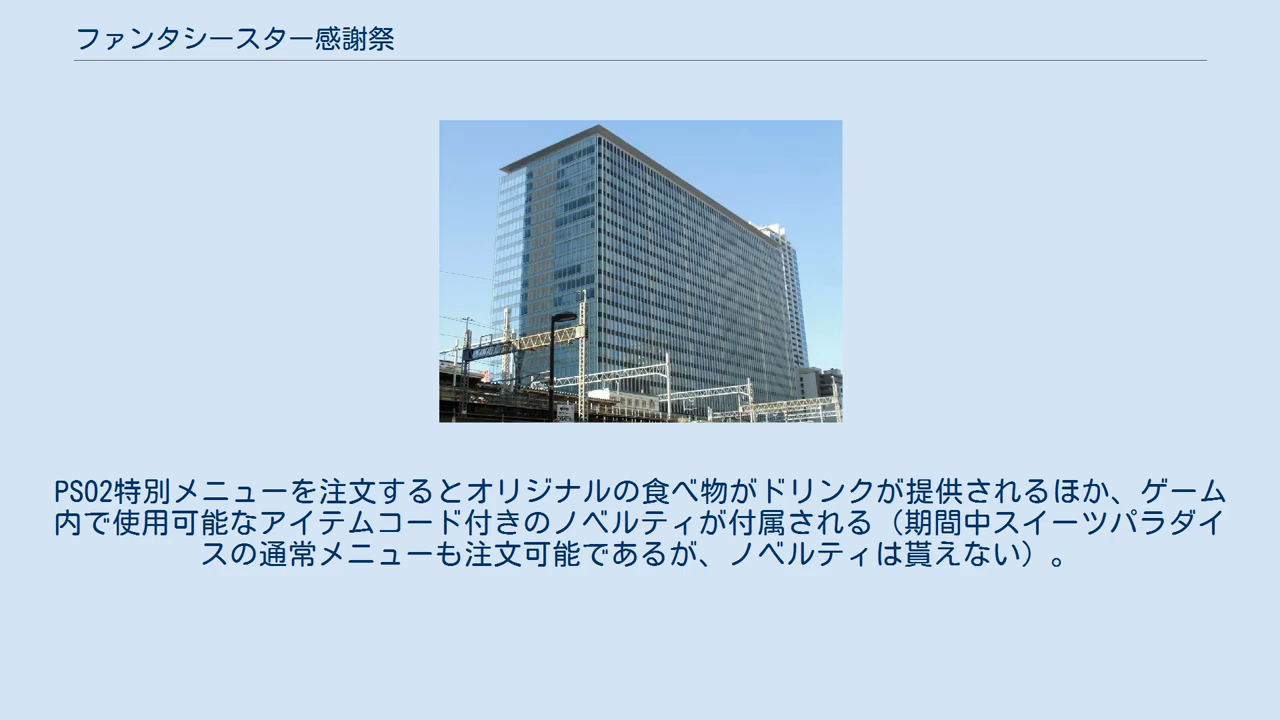 ファンタシースター感謝祭
PSO2特別メニューを注文するとオリジナルの食べ物がドリンクが提供されるほか、ゲーム
内で使用可能なアイテムコード付きのノベルティが付属される（期間中スイーツパラダイ
スの通常メニューも注文可能であるが、ノベルティは貰えない）。